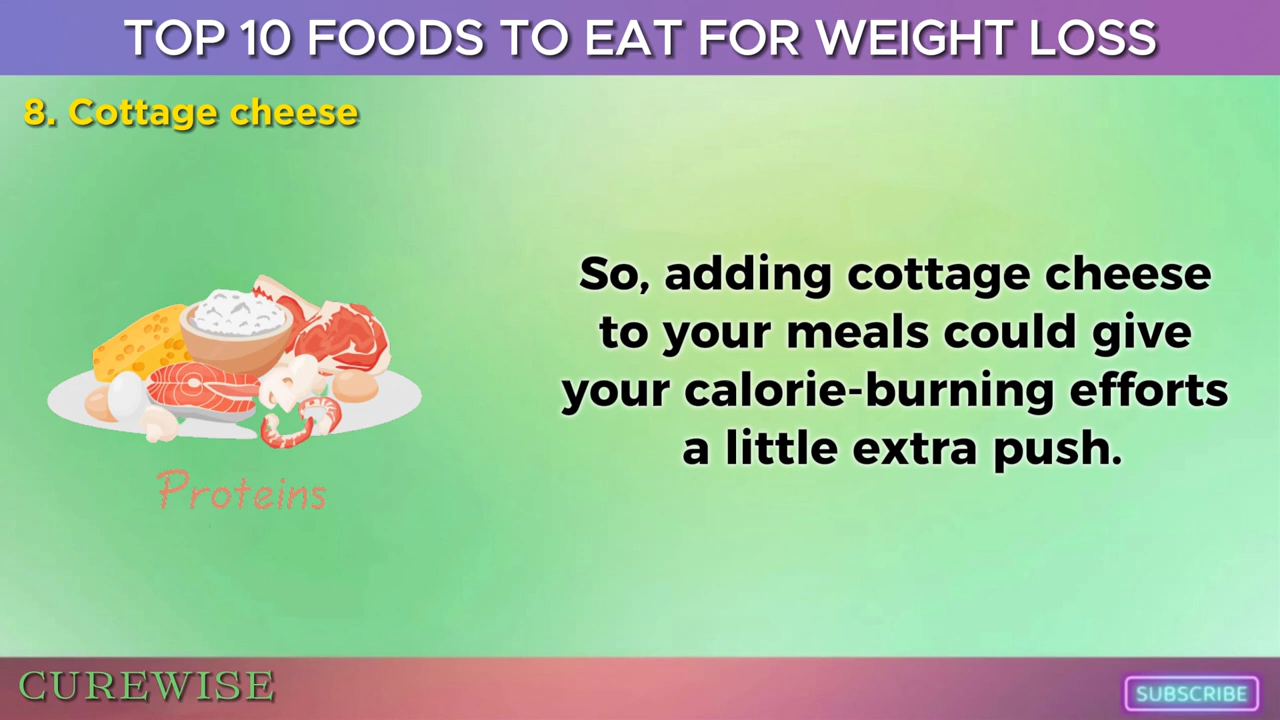 TOP 10 FOODS TO EAT FOR WEIGHT LOSS
8. Cottage cheese
So, adding cottage cheese
to your meals could give
your calorie-burning efforts
a little extra push.
Proteins
CUREWISE
SUBSCRIBE